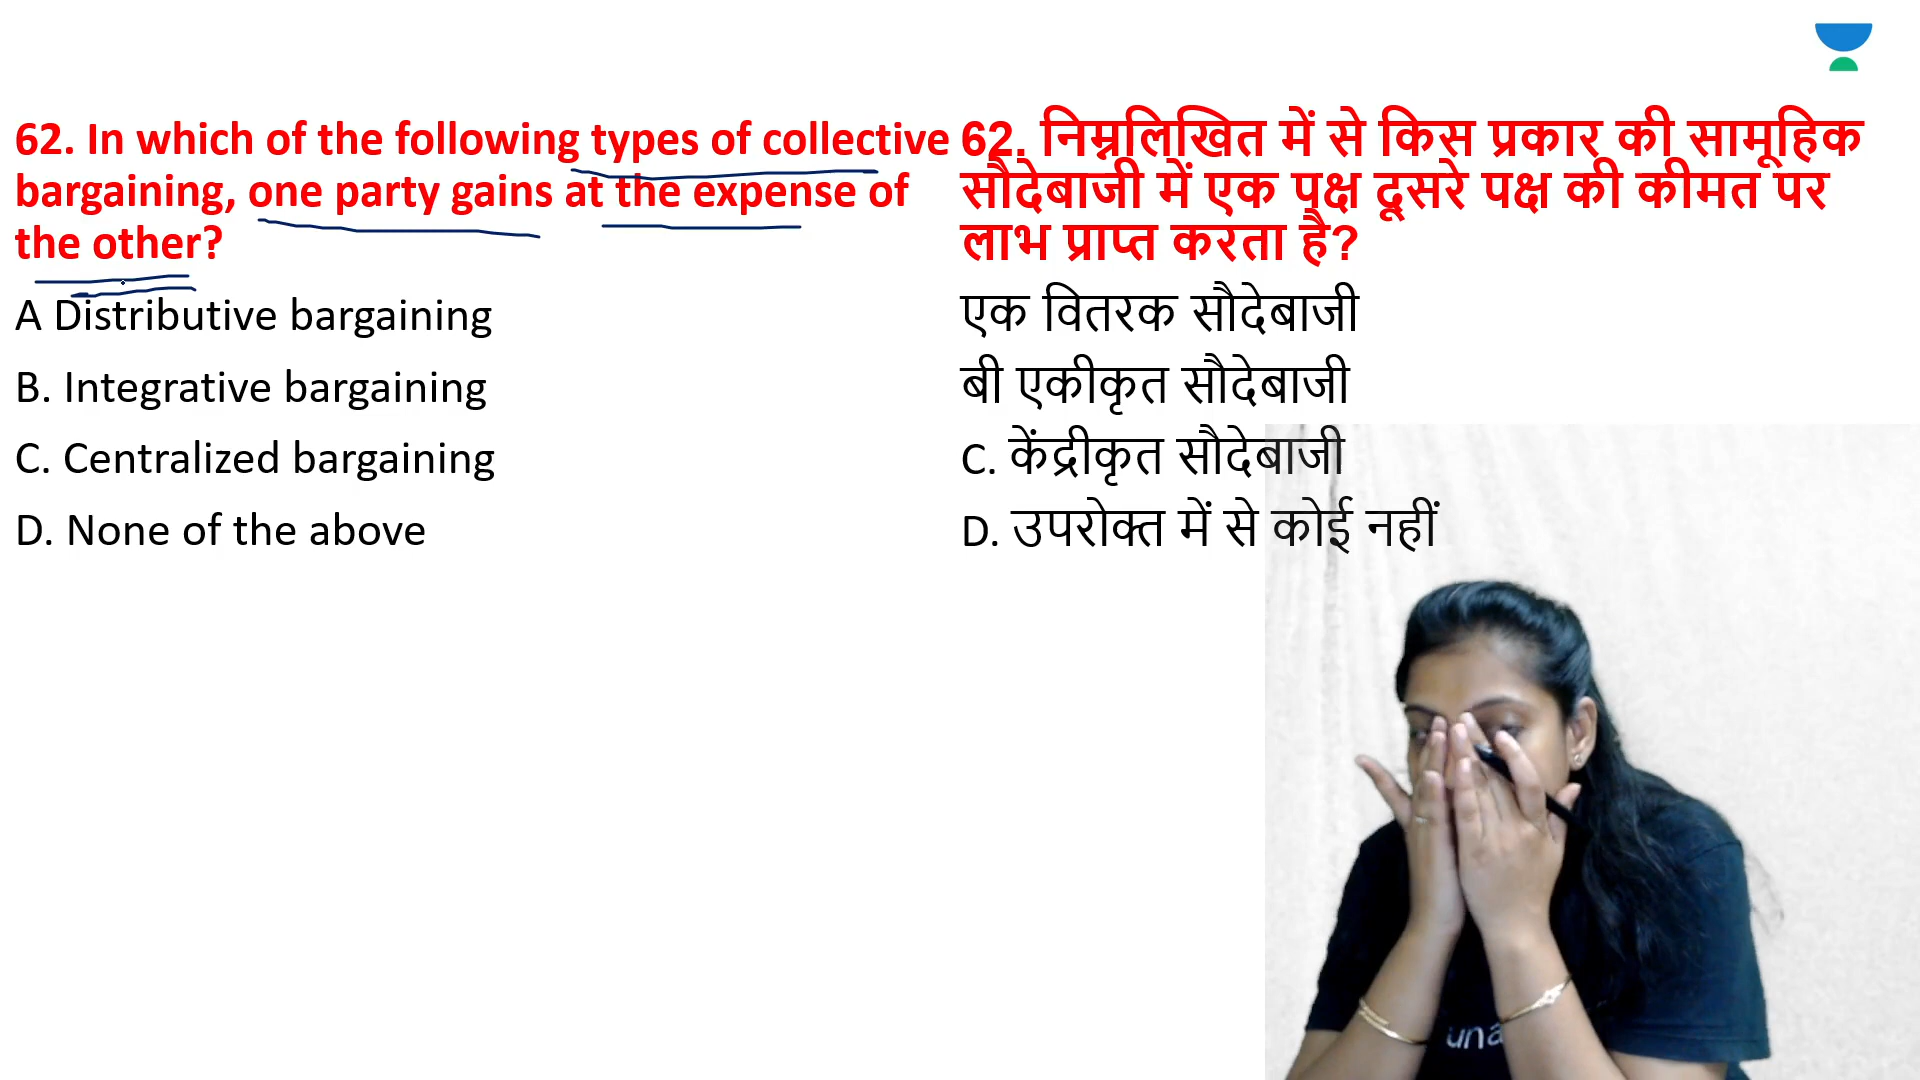 62. In which of the following types of collective
bargaining, one party gains at the expense of
the other?
A Distributive bargaining
B. Integrative bargaining
C. Centralized bargaining
D. None of the above
62. निम्नलिखित में से किस प्रकार की सामूहिक
सौदेबाजी में एक पक्ष दूसरे पक्ष की कीमत पर
लाभ प्राप्त करता है?
एक वितरक सौदेबाजी
बी एकीकृत सौदेबाजी
C. केंद्रीकृत सौदेबाजी
D. उपरोक्त में से कोई नहीं